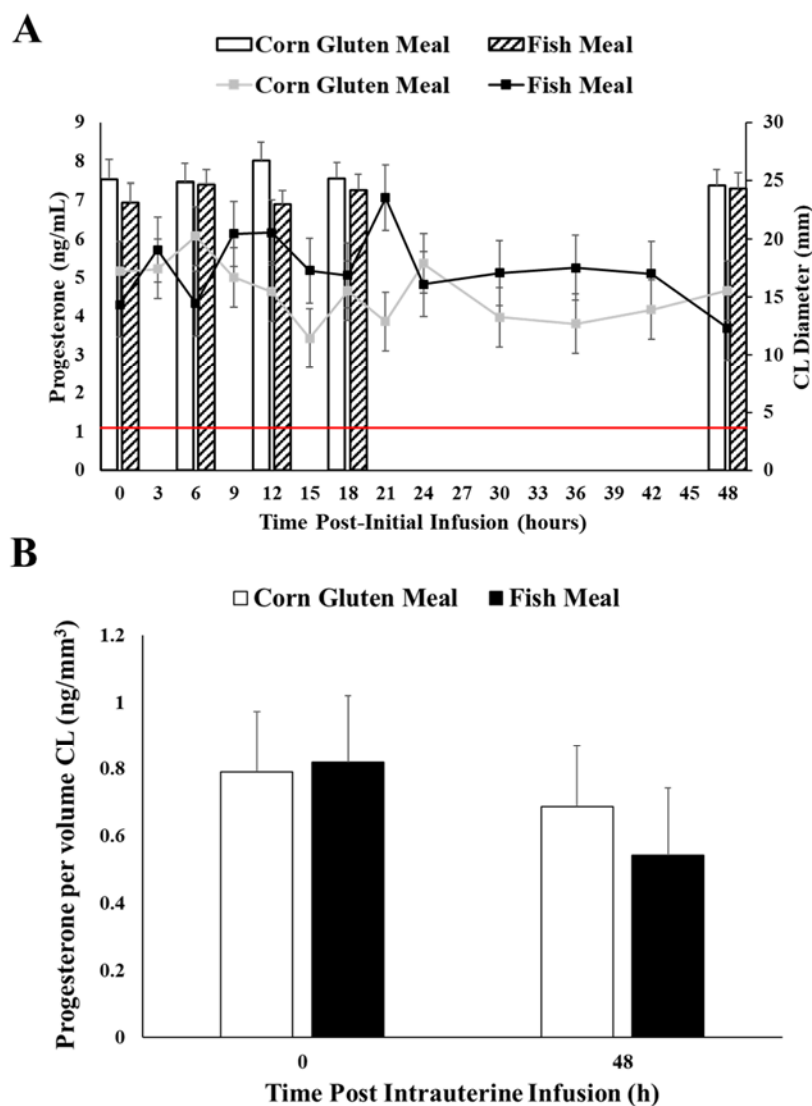 A
Corn Gluten Meal Fish Meal
Corn Gluten Meal Fish Meal
Progesterone (ng/mL)
9
8
7
6
5
4
3
2
1
0
30
25
20
15
10
5
0
CL Diameter (mm)
0 3 6 9 12 15 18 21 24 27 30 33 36 39 42 45 48
Time Post-Initial Infusion (hours)
B
Corn Gluten Meal Fish Meal
Progesterone per volume CL (ng/mm³)
1.2
1
0.8
0.6
0.4
0.2
0
0 48
Time Post Intrauterine Infusion (h)